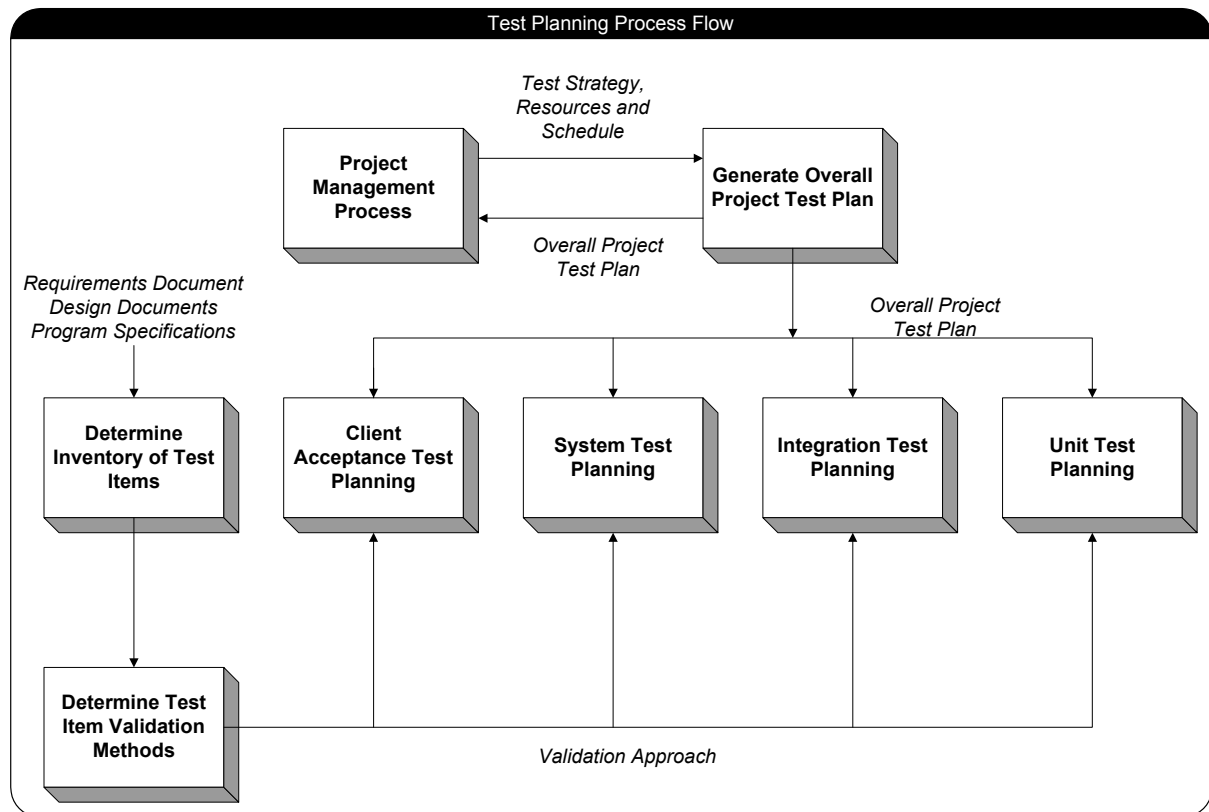 Test Planning Process Flow
Test Strategy,
Resources and
Schedule
Project
Management
Process
Generate Overall
Project Test Plan
Overall Project
Test Plan
Requirements Document
Design Documents
Program Specifications
Overall Project
Test Plan
Determine
Inventory of Test
Items
Client
Acceptance Test
Planning
System Test
Planning
Integration Test
Planning
Unit Test
Planning
Determine Test
Item Validation
Methods
Validation Approach